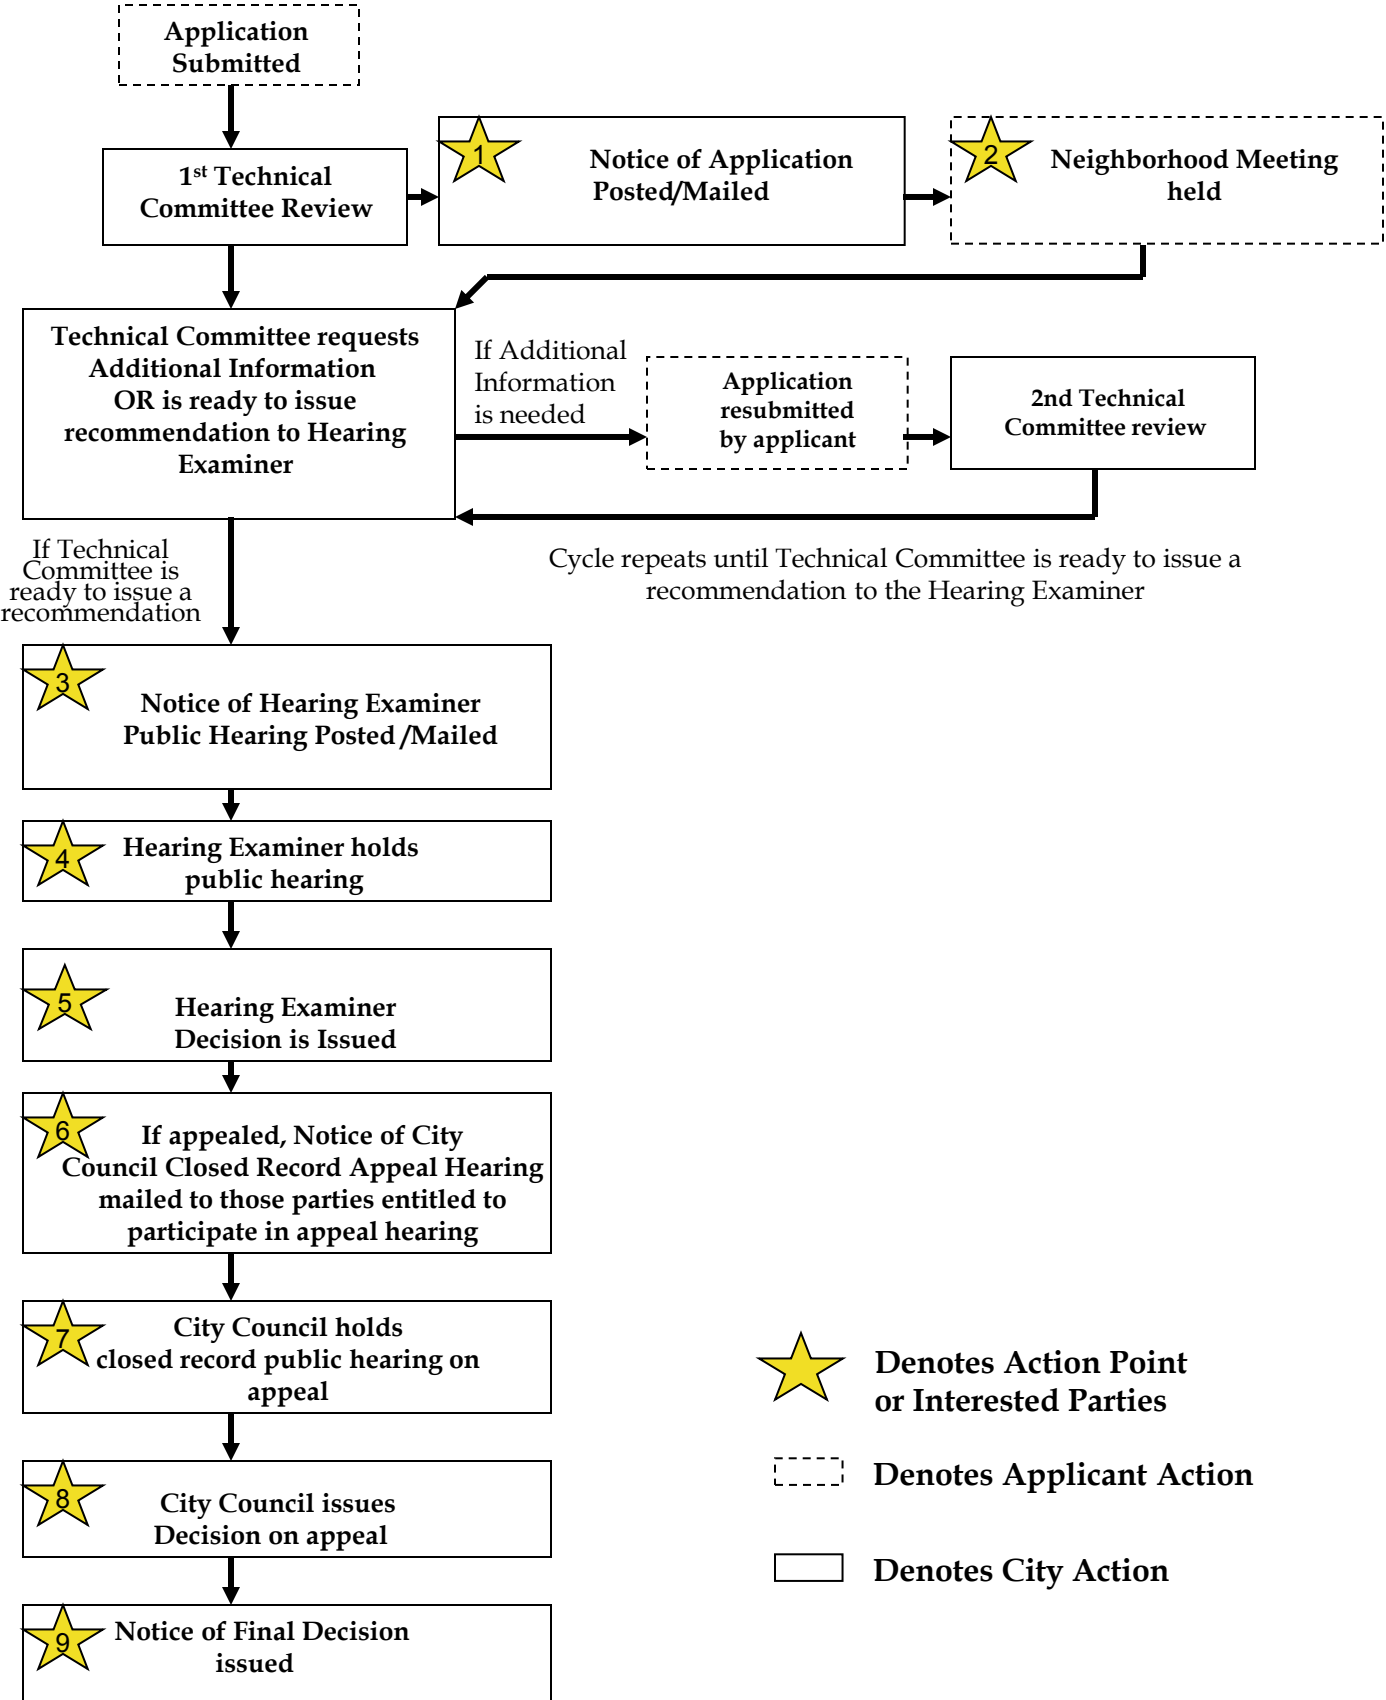 Application
Submitted
1st Technical
Committee Review
1
Notice of Application
Posted/Mailed
2
Neighborhood Meeting
held
Technical Committee requests
Additional Information
OR is ready to issue
recommendation to Hearing
Examiner
If Additional
Information
is needed
Application
resubmitted
by applicant
2nd Technical
Committee review
If Technical
Committee is
ready to issue a
recommendation
Cycle repeats until Technical Committee is ready to issue a
recommendation to the Hearing Examiner
3
Notice of Hearing Examiner
Public Hearing Posted/Mailed
4
Hearing Examiner holds
public hearing
5
Hearing Examiner
Decision is Issued
6
If appealed, Notice of City
Council Closed Record Appeal Hearing
mailed to those parties entitled to
participate in appeal hearing
7
City Council holds
closed record public hearing on
appeal
8
City Council issues
Decision on appeal
9
Notice of Final Decision
issued
Denotes Action Point
or Interested Parties
Denotes Applicant Action
Denotes City Action